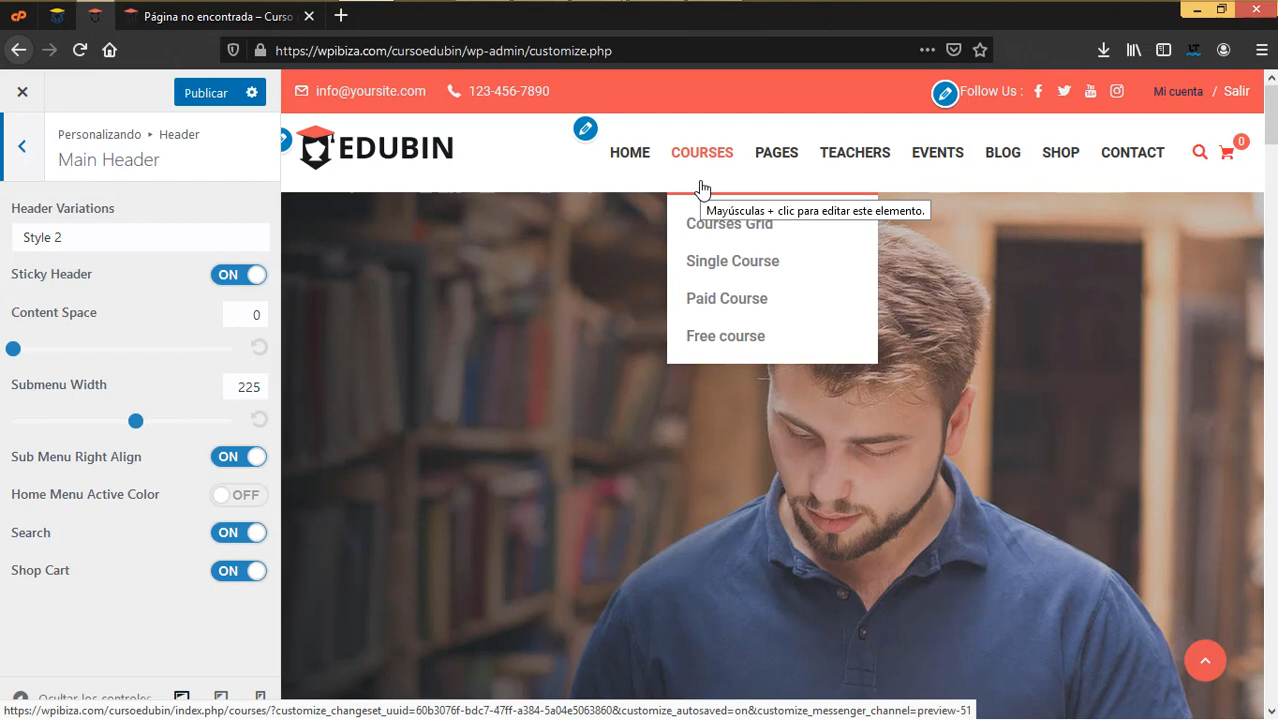 Página no encontrada – Curso
https://wpibiza.com/cursoedubin/wp-admin/customize.php
Publicar
Personalizando ▸ Header
Main Header
Header Variations
Style 2
Sticky Header
ON
Content Space
0
Submenu Width
225
Sub Menu Right Align
ON
Home Menu Active Color
OFF
Search
ON
Shop Cart
ON
Ocultar los controles
info@yoursite.com
123-456-7890
Follow Us :
Mi cuenta / Salir
EDUBIN
HOME COURSES PAGES TEACHERS EVENTS BLOG SHOP CONTACT
0
Mayúsculas + clic para editar este elemento.
Courses Grid
Single Course
Paid Course
Free course
https://wpibiza.com/cursoedubin/index.php/courses/?customize_changeset_uuid=60b3076f-bdc7-47ff-a384-5a04e5063860&customize_autosaved=on&customize_messenger_channel=preview-51